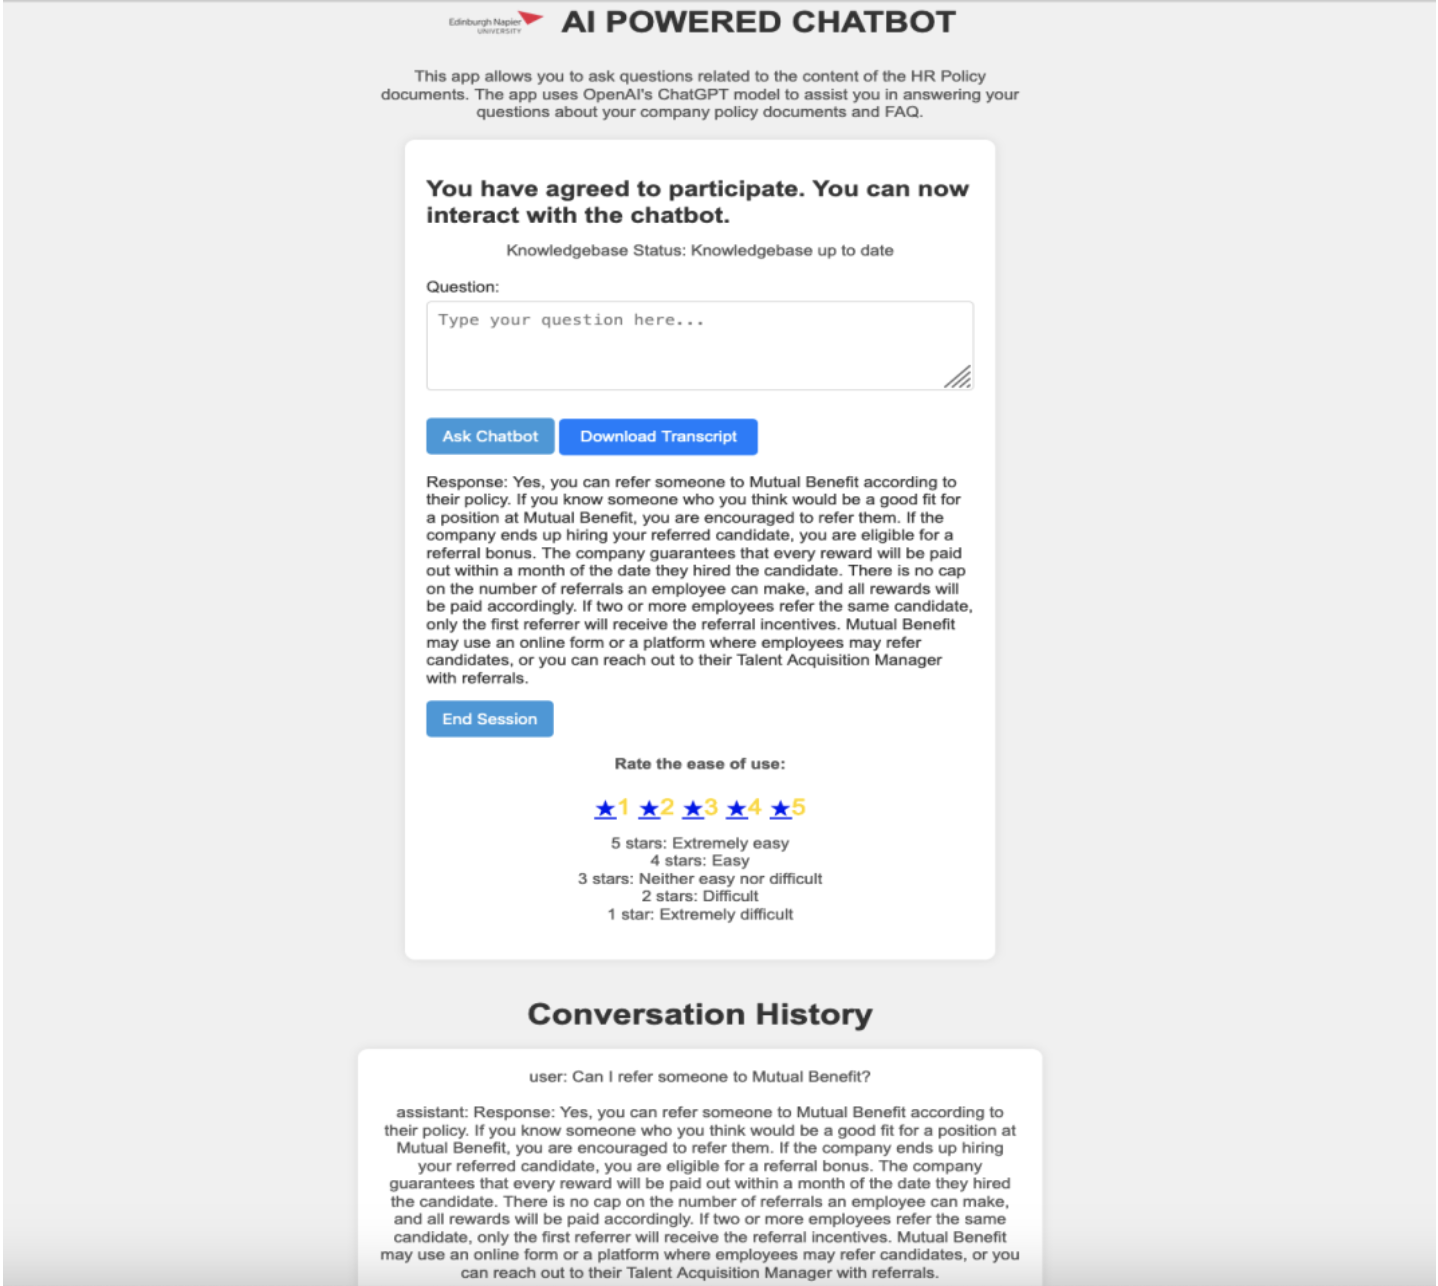 Edinburgh Napier
UNIVERSITY
AI POWERED CHATBOT
This app allows you to ask questions related to the content of the HR Policy
documents. The app uses OpenAI's ChatGPT model to assist you in answering your
questions about your company policy documents and FAQ.
You have agreed to participate. You can now
interact with the chatbot.
Knowledgebase Status: Knowledgebase up to date
Question:
Type your question here...
Ask Chatbot
Download Transcript
Response: Yes, you can refer someone to Mutual Benefit according to
their policy. If you know someone who you think would be a good fit for
a position at Mutual Benefit, you are encouraged to refer them. If the
company ends up hiring your referred candidate, you are eligible for a
referral bonus. The company guarantees that every reward will be paid
out within a month of the date they hired the candidate. There is no cap
on the number of referrals an employee can make, and all rewards will
be paid accordingly. If two or more employees refer the same candidate,
only the first referrer will receive the referral incentives. Mutual Benefit
may use an online form or a platform where employees may refer
candidates, or you can reach out to their Talent Acquisition Manager
with referrals.
End Session
Rate the ease of use:
★1 ★2 ★3 ★4 ★5
5 stars: Extremely easy
4 stars: Easy
3 stars: Neither easy nor difficult
2 stars: Difficult
1 star: Extremely difficult
Conversation History
user: Can I refer someone to Mutual Benefit?
assistant: Response: Yes, you can refer someone to Mutual Benefit according to
their policy. If you know someone who you think would be a good fit for a position at
Mutual Benefit, you are encouraged to refer them. If the company ends up hiring
your referred candidate, you are eligible for a referral bonus. The company
guarantees that every reward will be paid out within a month of the date they hired
the candidate. There is no cap on the number of referrals an employee can make,
and all rewards will be paid accordingly. If two or more employees refer the same
candidate, only the first referrer will receive the referral incentives. Mutual Benefit
may use an online form or a platform where employees may refer candidates, or you
can reach out to their Talent Acquisition Manager with referrals.